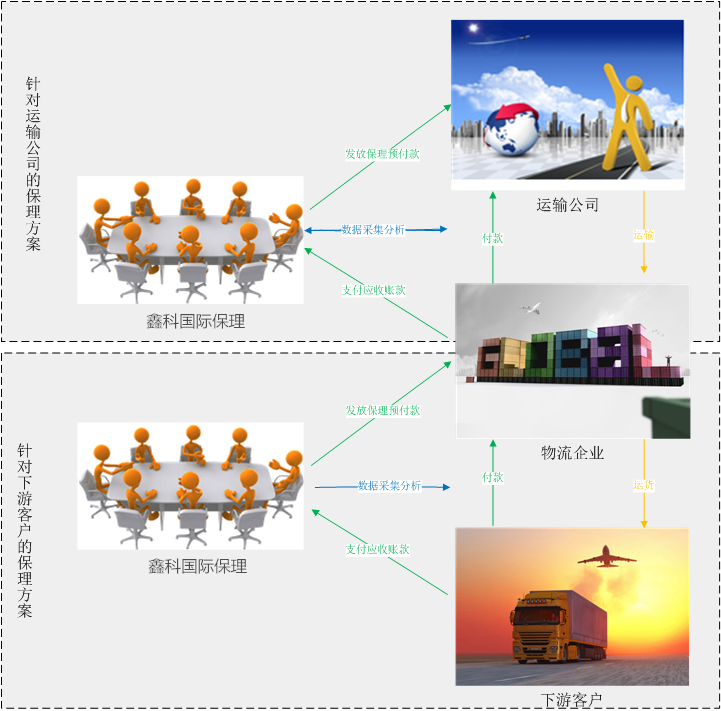 针对运输公司的保理方案
发放保理预付款
运输公司
数据采集分析
付款
运输
支付应收账款
鑫科国际保理
GLOBAL
针对下游客户的保理方案
发放保理预付款
物流企业
数据采集分析
付款
运货
支付应收账款
鑫科国际保理
下游客户